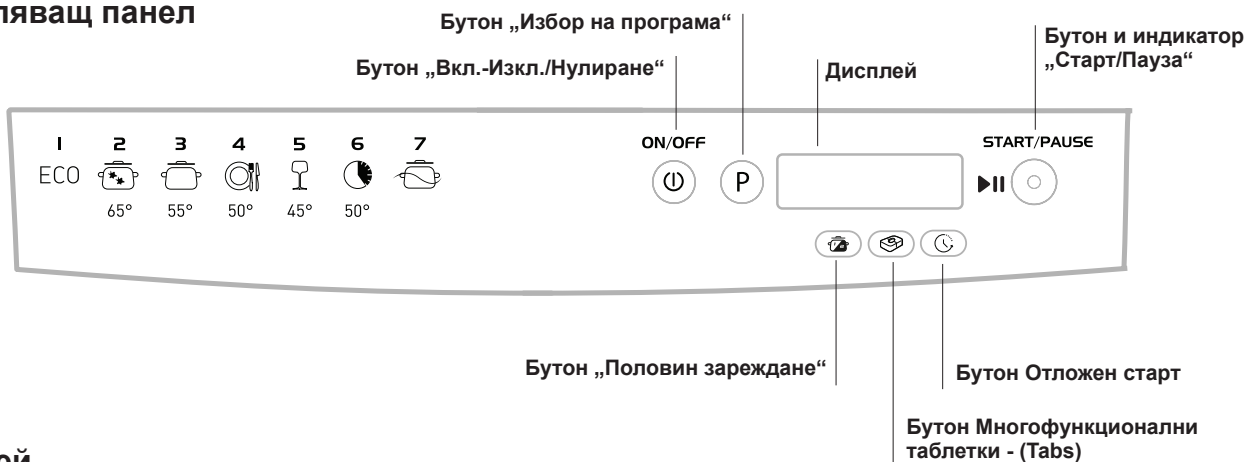 ляващ панел
Бутон „Избор на програма“
Бутон и индикатор
„Старт/Пауза“
Бутон „Вкл.-Изкл./Нулиране“
Дисплей
1 2 3 4 5 6 7
ON/OFF
START/PAUSE
ECO
P
65° 55° 50° 45° 50°
Бутон „Половин зареждане“
Бутон Отложен старт
Бутон Многофункционални
таблетки - (Tabs)
ей